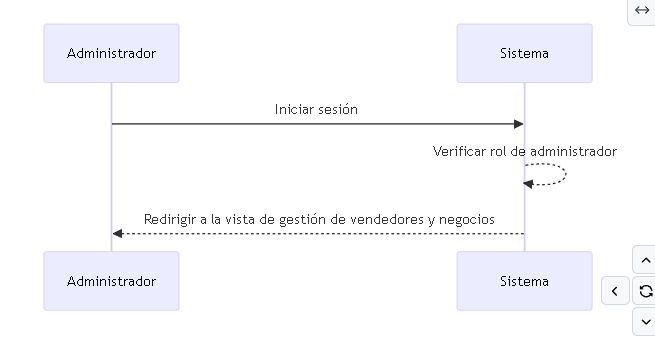 Administrador
Sistema
Iniciar sesión
Verificar rol de administrador
Redirigir a la vista de gestión de vendedores y negocios
Administrador
Sistema